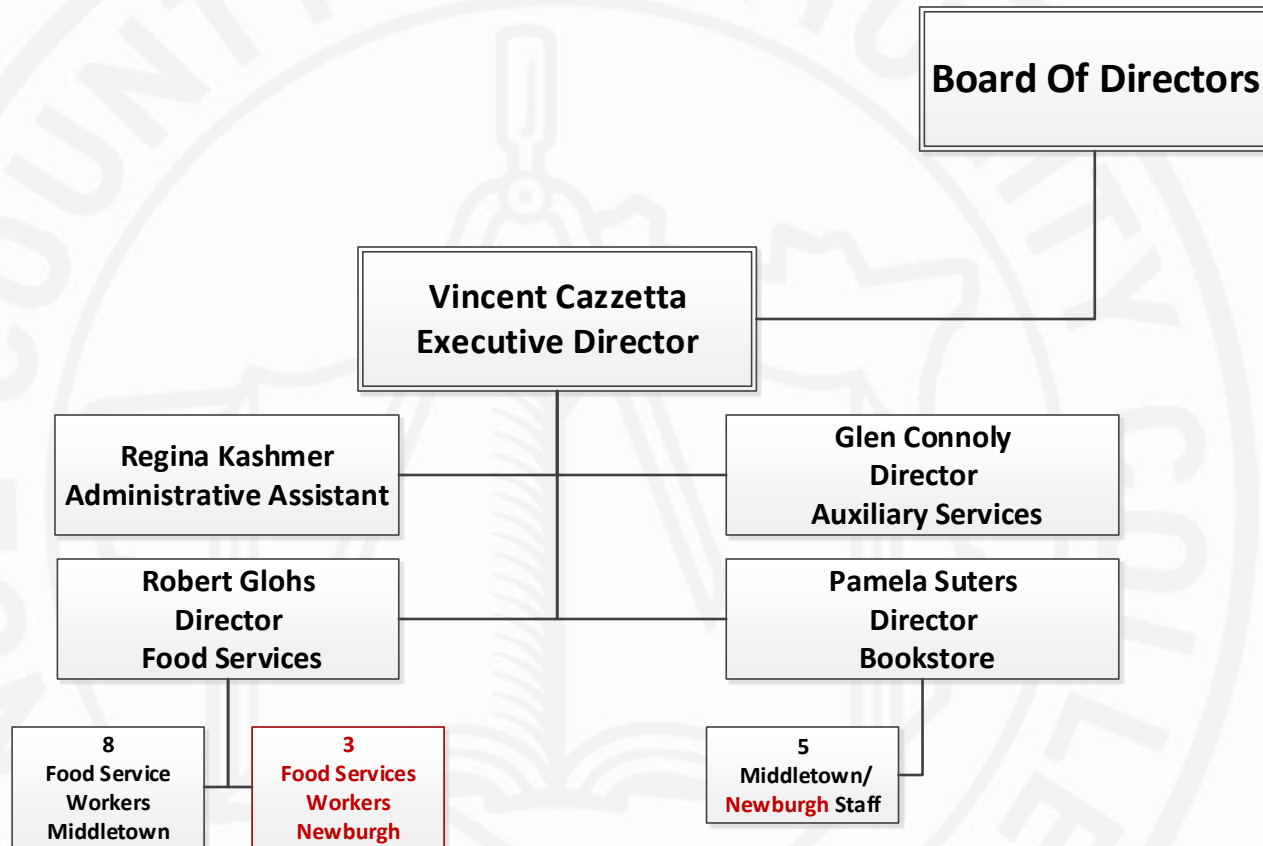 Board Of Directors
Vincent Cazzetta
Executive Director
Regina Kashmer
Administrative Assistant
Glen Connoly
Director
Auxiliary Services
Robert Glohs
Director
Food Services
Pamela Suters
Director
Bookstore
8
Food Service
Workers
Middletown
3
Food Services
Workers
Newburgh
5
Middletown/
Newburgh Staff